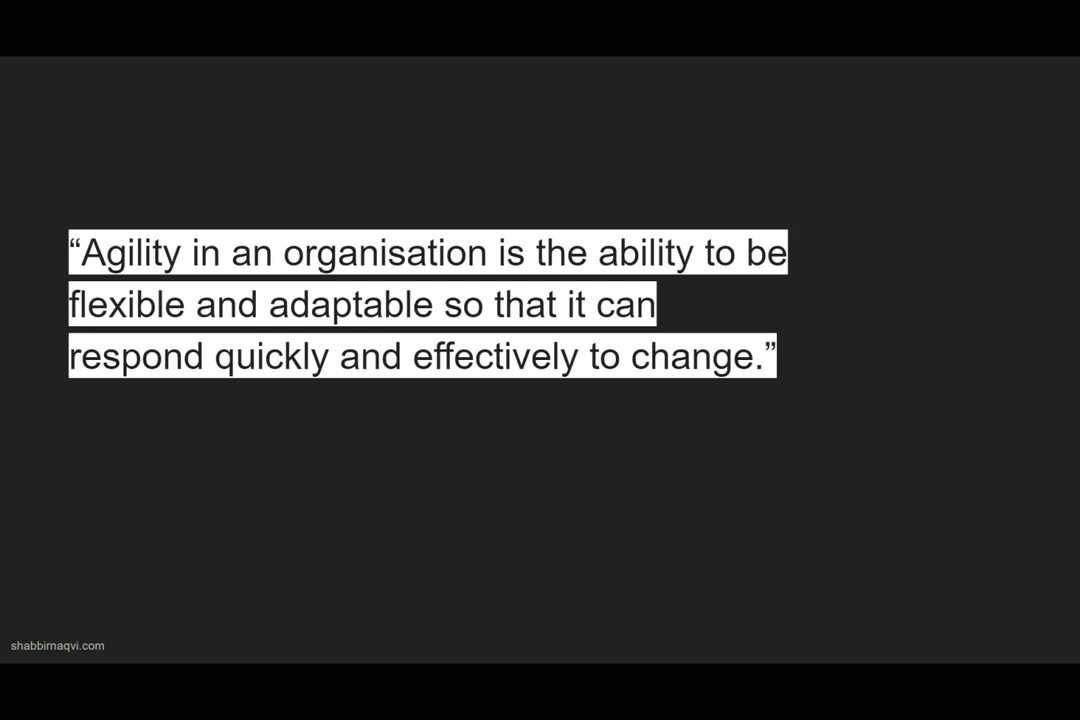 “Agility in an organisation is the ability to be
flexible and adaptable so that it can
respond quickly and effectively to change.”
shabbirnaqvi.com